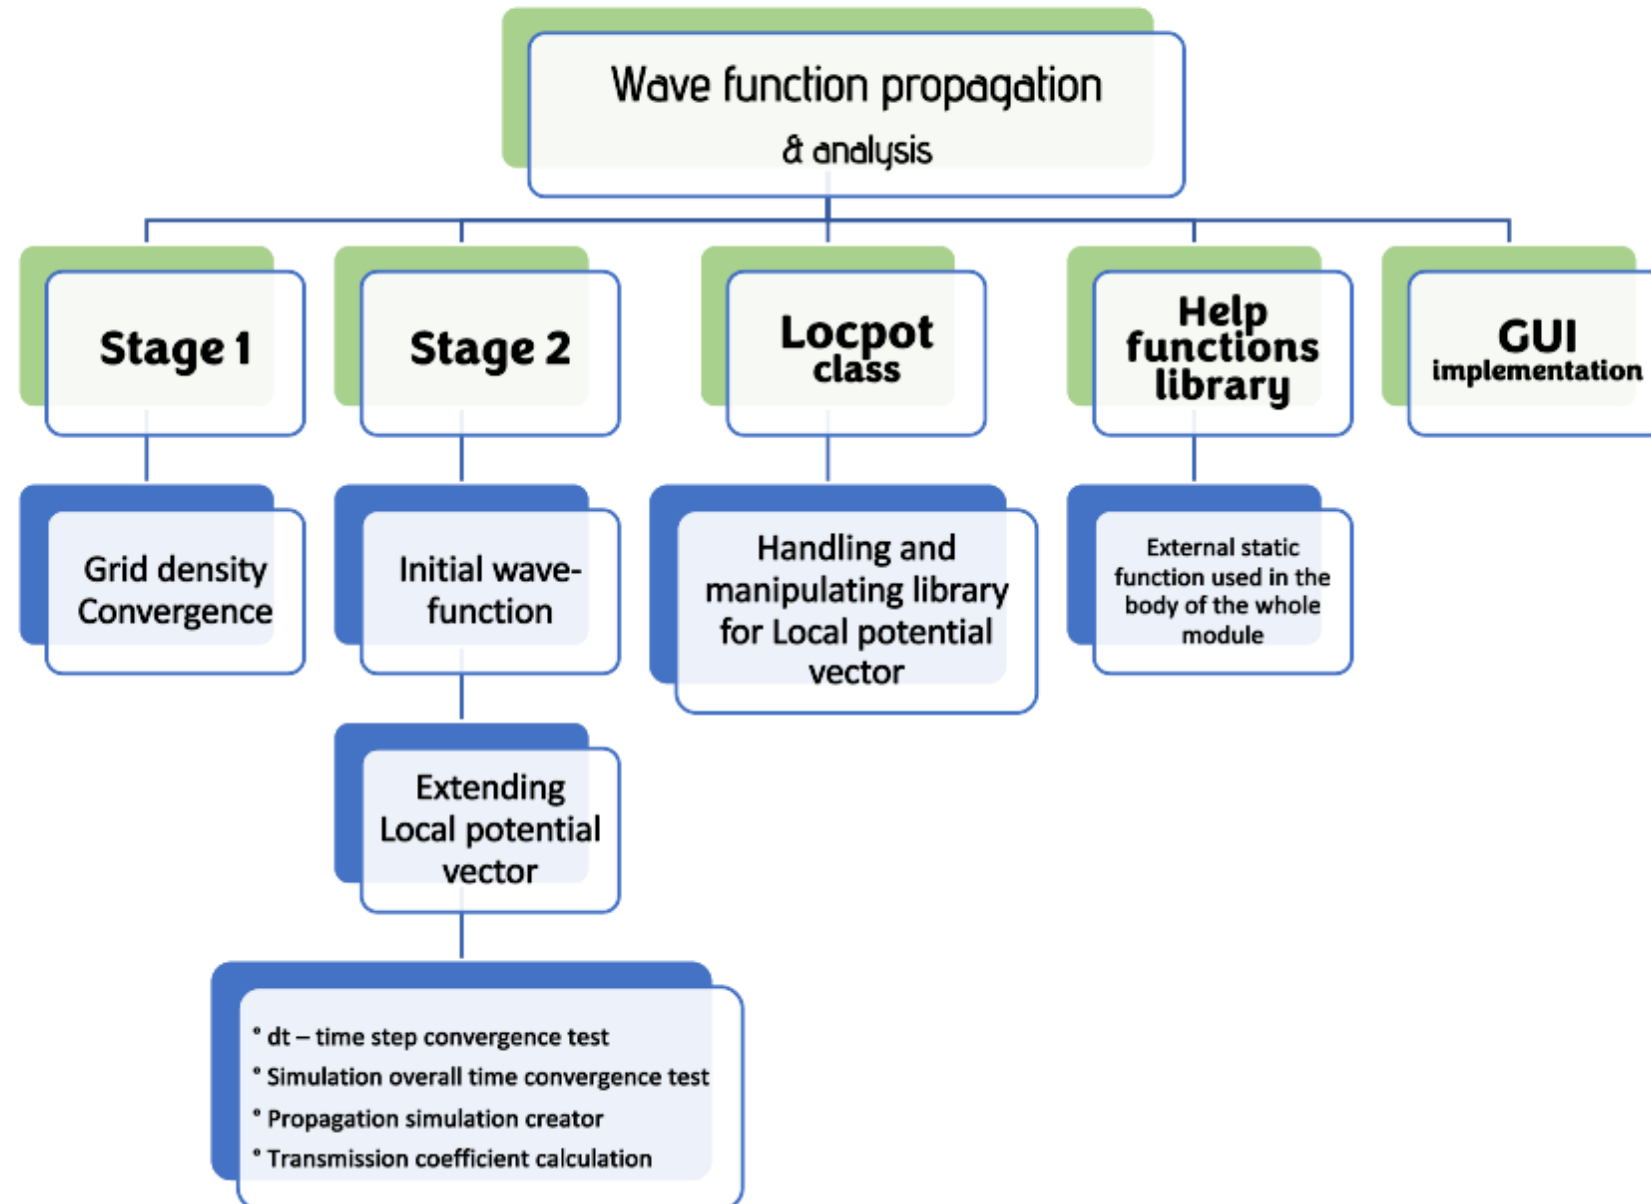 Wave function propagation
& analysis
Stage 1
Stage 2
Locpot
class
Help
functions
library
GUI
implementation
Grid density
Convergence
Initial wave-
function
Handling and
manipulating library
for Local potential
vector
External static
function used in the
body of the whole
module
Extending
Local potential
vector
° dt – time step convergence test
° Simulation overall time convergence test
° Propagation simulation creator
° Transmission coefficient calculation